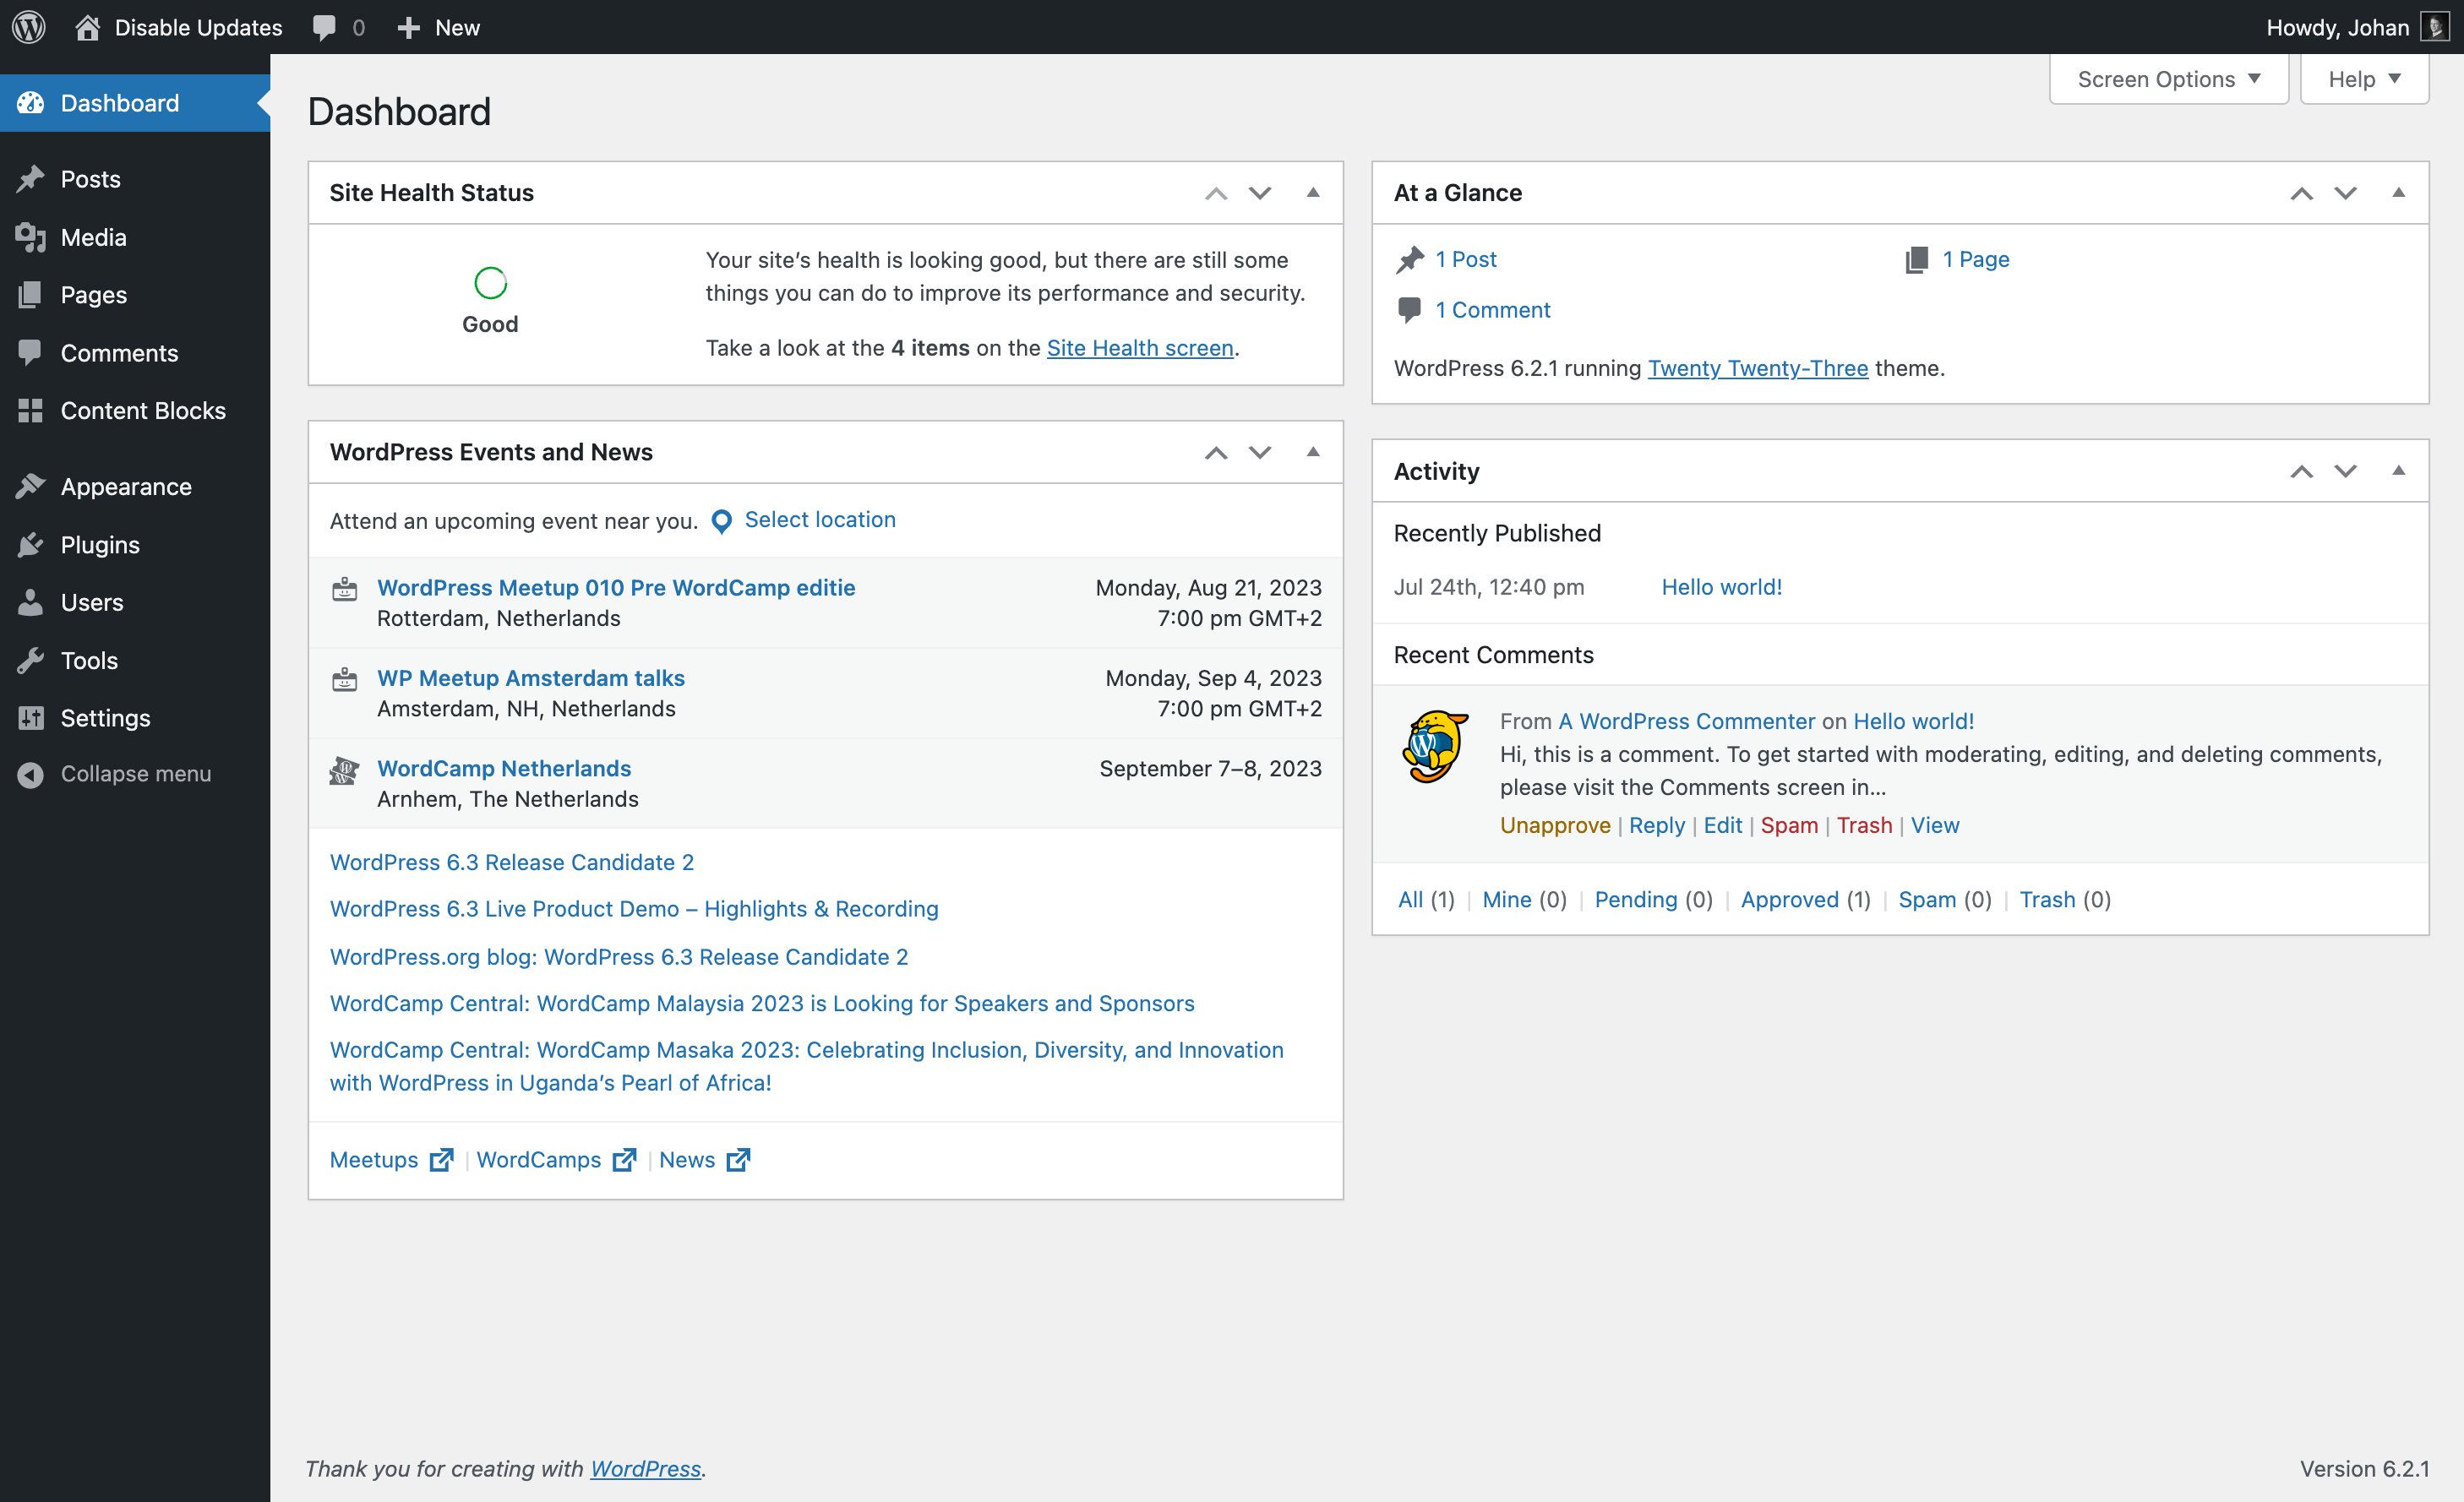 Disable Updates
0
New
Howdy, Johan
Dashboard
Posts
Media
Pages
Comments
Content Blocks
Appearance
Plugins
Users
Tools
Settings
Collapse menu
Screen Options
Help
Dashboard
Site Health Status
Good
Your site’s health is looking good, but there are still some
things you can do to improve its performance and security.
Take a look at the 4 items on the Site Health screen.
WordPress Events and News
Attend an upcoming event near you. Select location
WordPress Meetup 010 Pre WordCamp editie
Rotterdam, Netherlands
Monday, Aug 21, 2023
7:00 pm GMT+2
WP Meetup Amsterdam talks
Amsterdam, NH, Netherlands
Monday, Sep 4, 2023
7:00 pm GMT+2
WordCamp Netherlands
Arnhem, The Netherlands
September 7–8, 2023
WordPress 6.3 Release Candidate 2
WordPress 6.3 Live Product Demo – Highlights & Recording
WordPress.org blog: WordPress 6.3 Release Candidate 2
WordCamp Central: WordCamp Malaysia 2023 is Looking for Speakers and Sponsors
WordCamp Central: WordCamp Masaka 2023: Celebrating Inclusion, Diversity, and Innovation
with WordPress in Uganda’s Pearl of Africa!
Meetups | WordCamps | News
At a Glance
1 Post
1 Page
1 Comment
WordPress 6.2.1 running Twenty Twenty-Three theme.
Activity
Recently Published
Jul 24th, 12:40 pm Hello world!
Recent Comments
From A WordPress Commenter on Hello world!
Hi, this is a comment. To get started with moderating, editing, and deleting comments,
please visit the Comments screen in…
Unapprove | Reply | Edit | Spam | Trash | View
All (1) | Mine (0) | Pending (0) | Approved (1) | Spam (0) | Trash (0)
Thank you for creating with WordPress.
Version 6.2.1